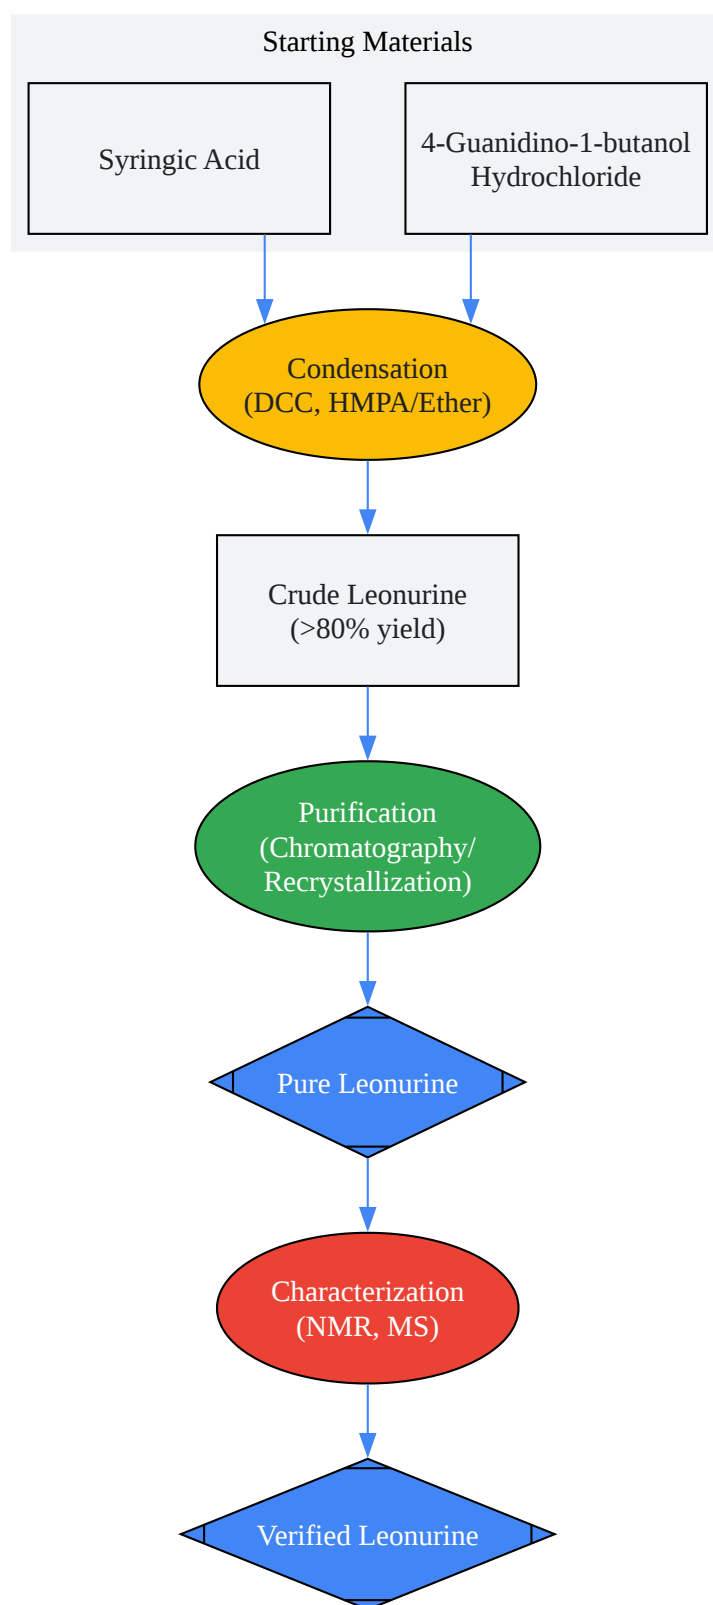 Starting Materials
Syringic Acid
4-Guanidino-1-butanol
Hydrochloride
Condensation
(DCC, HMPA/Ether)
Crude Leonurine
(>80% yield)
Purification
(Chromatography/
Recrystallization)
Pure Leonurine
Characterization
(NMR, MS)
Verified Leonurine